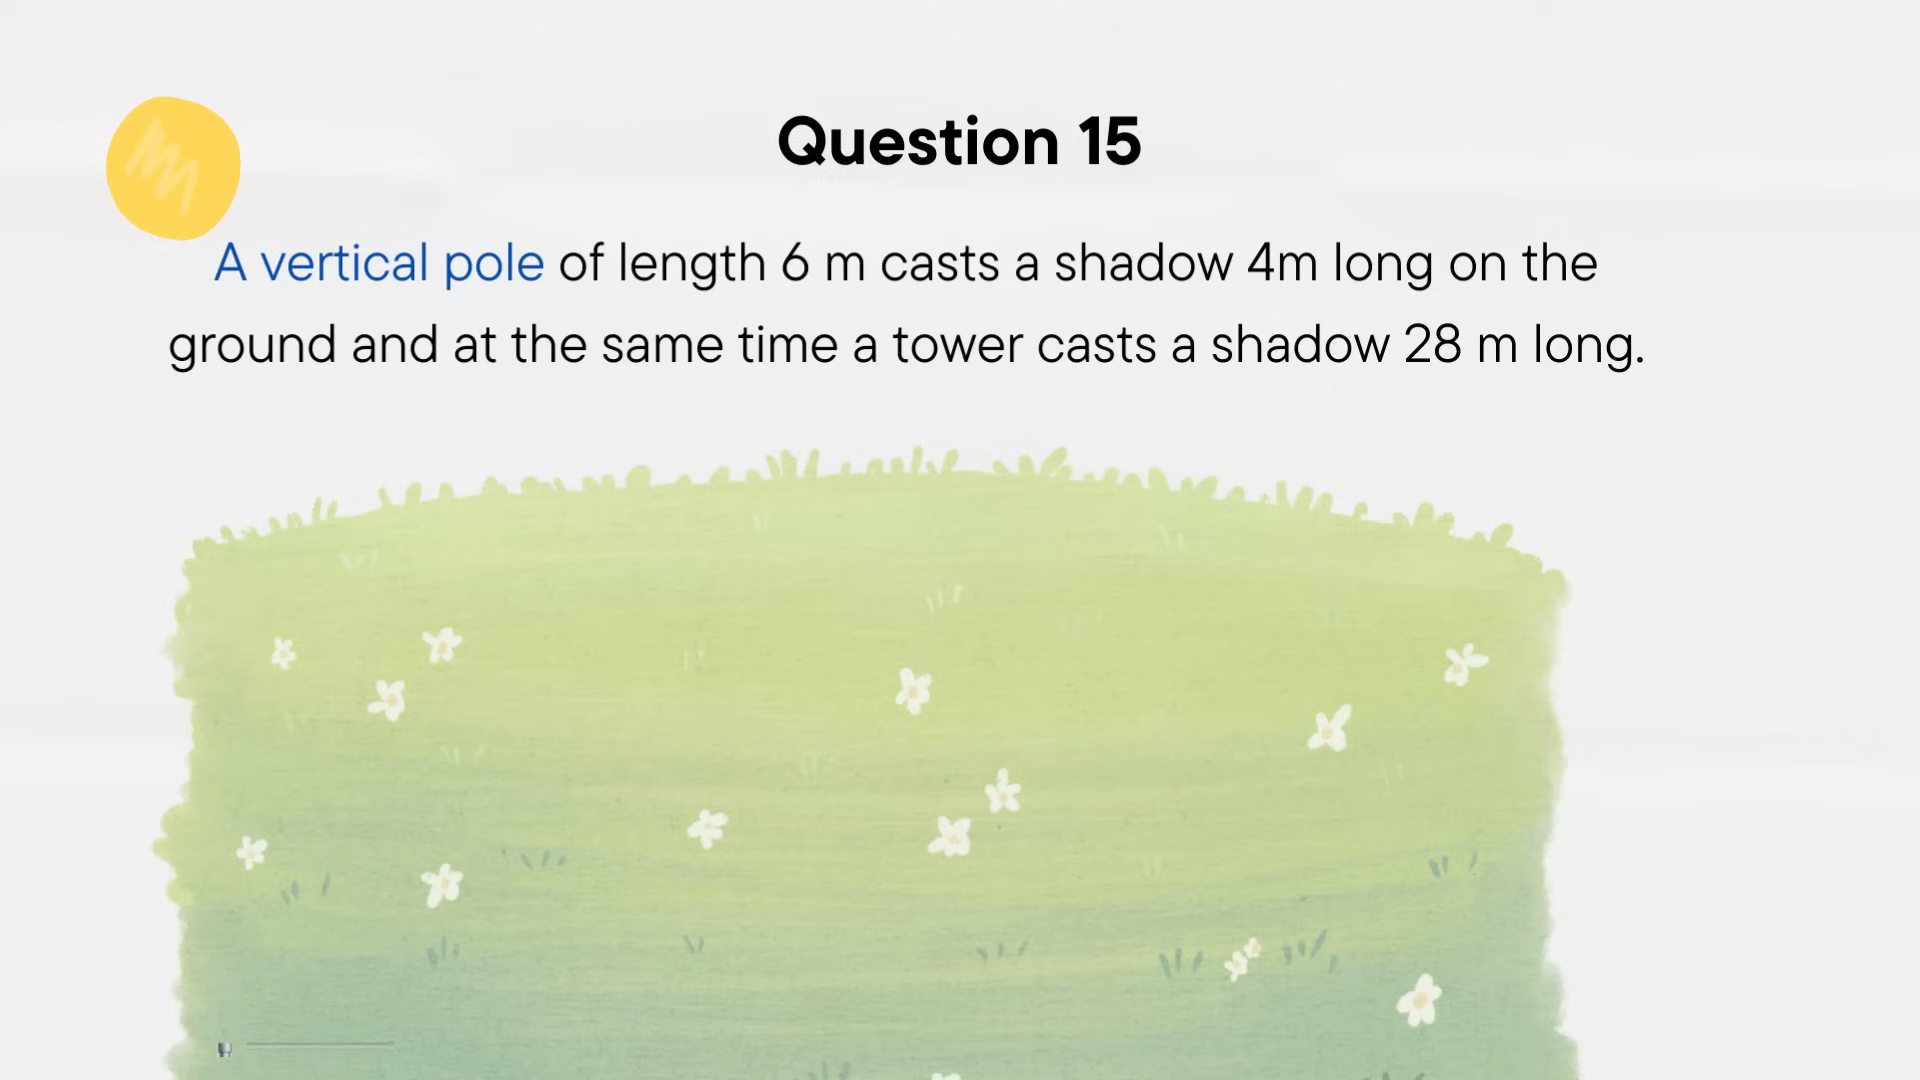 Question 15
A vertical pole of length 6 m casts a shadow 4m long on the
ground and at the same time a tower casts a shadow 28 m long.